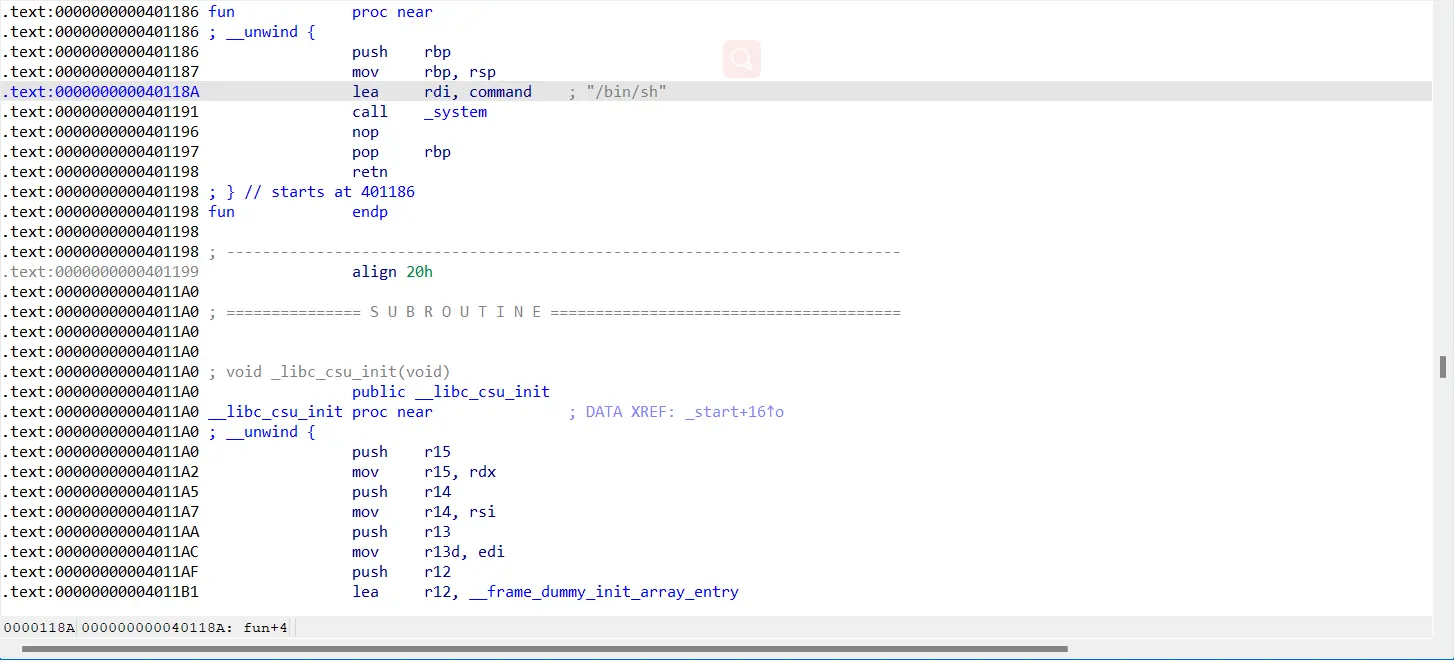 .text:0000000000401186 fun             proc near
.text:0000000000401186 ; __unwind {
.text:0000000000401186                 push    rbp
.text:0000000000401187                 mov     rbp, rsp
.text:000000000040118A                 lea     rdi, command    ; "/bin/sh"
.text:0000000000401191                 call    _system
.text:0000000000401196                 nop
.text:0000000000401197                 pop     rbp
.text:0000000000401198                 retn
.text:0000000000401198 ; } // starts at 401186
.text:0000000000401198 fun             endp
.text:0000000000401198
.text:0000000000401198 ; ---------------------------------------------------------------------------
.text:0000000000401199                 align 20h
.text:00000000004011A0
.text:00000000004011A0 ; =============== S U B R O U T I N E =======================================
.text:00000000004011A0
.text:00000000004011A0
.text:00000000004011A0 ; void _libc_csu_init(void)
.text:00000000004011A0                 public __libc_csu_init
.text:00000000004011A0 __libc_csu_init proc near               ; DATA XREF: _start+16↑o
.text:00000000004011A0 ; __unwind {
.text:00000000004011A0                 push    r15
.text:00000000004011A2                 mov     r15, rdx
.text:00000000004011A5                 push    r14
.text:00000000004011A7                 mov     r14, rsi
.text:00000000004011AA                 push    r13
.text:00000000004011AC                 mov     r13d, edi
.text:00000000004011AF                 push    r12
.text:00000000004011B1                 lea     r12, __frame_dummy_init_array_entry
0000118A 000000000040118A: fun+4